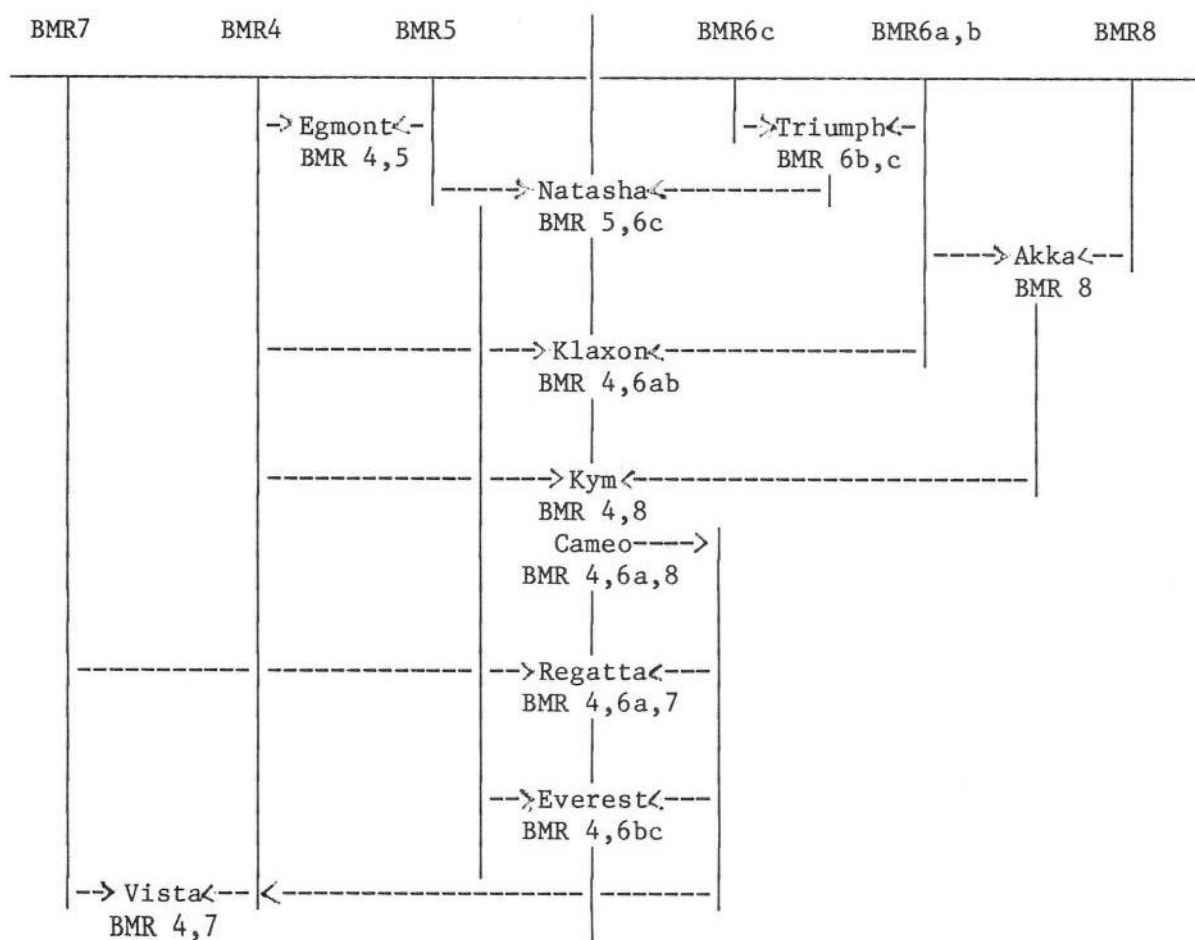 BMR7 BMR4 BMR5 BMR6c BMR6a,b BMR8
Egmont Triumph
BMR 4,5 BMR 6b,c
Natasha
BMR 5,6c
Akka
BMR 8
Klaxon
BMR 4,6ab
Kym
BMR 4,8
Cameo
BMR 4,6a,8
Regatta
BMR 4,6a,7
Everest
BMR 4,6bc
Vista
BMR 4,7